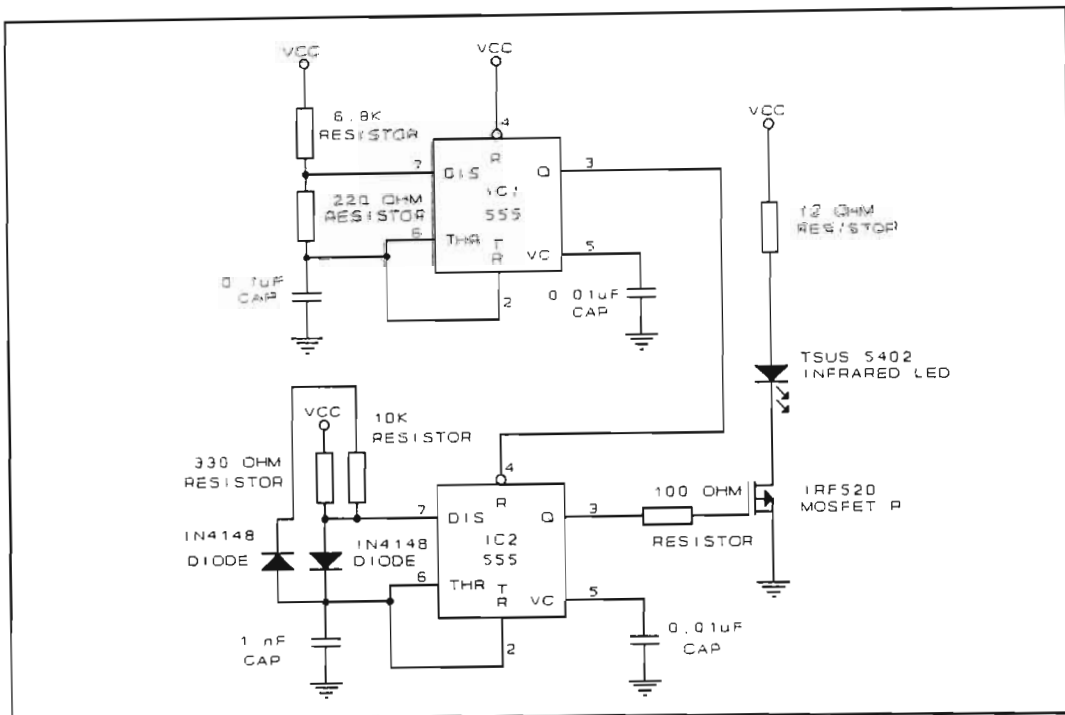 VCC
VCC
VCC
6.8K
RESISTOR
4
7
DIS
R
Q
3
IC1
555
220 OHM
RESISTOR
6
THR
T
R
VC
5
2
0.1uF
CAP
0.01uF
CAP
12 OHM
RESISTOR
TSUS 5402
INFRARED LED
VCC
10K
RESISTOR
330 OHM
RESISTOR
4
7
DIS
R
Q
3
IC2
555
100 OHM
RESISTOR
IRF520
MOSFET P
IN4148
DIODE
IN4148
DIODE
6
THR
T
R
VC
5
2
1 nF
CAP
0.01uF
CAP